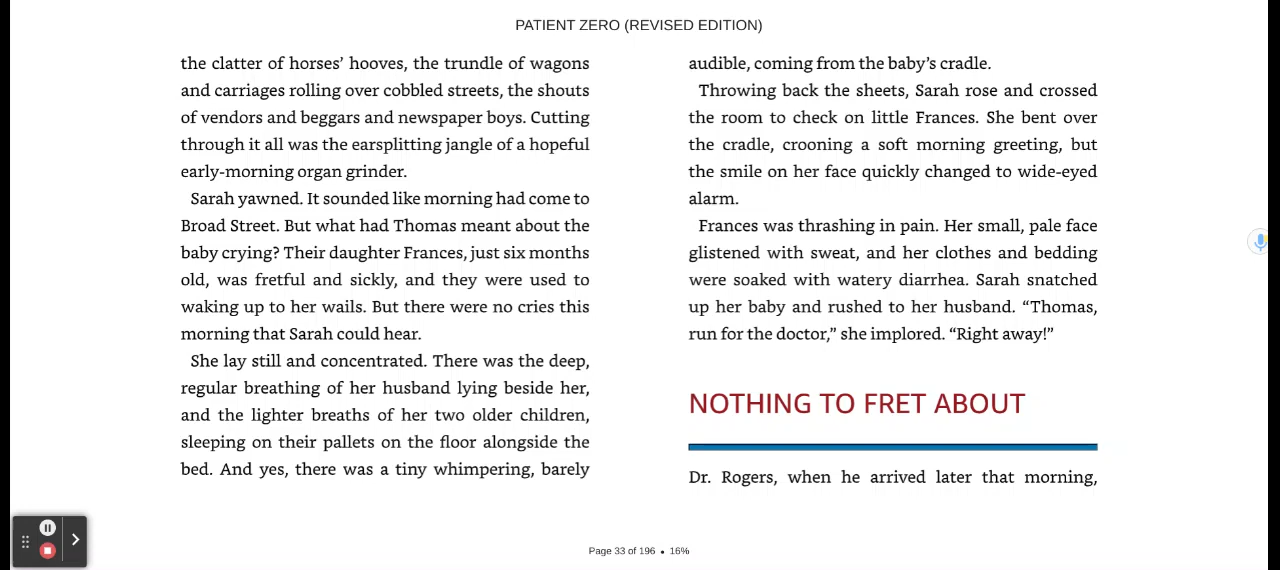 PATIENT ZERO (REVISED EDITION)
the clatter of horses’ hooves, the trundle of wagons
and carriages rolling over cobbled streets, the shouts
of vendors and beggars and newspaper boys. Cutting
through it all was the earsplitting jangle of a hopeful
early-morning organ grinder.
Sarah yawned. It sounded like morning had come to
Broad Street. But what had Thomas meant about the
baby crying? Their daughter Frances, just six months
old, was fretful and sickly, and they were used to
waking up to her wails. But there were no cries this
morning that Sarah could hear.
She lay still and concentrated. There was the deep,
regular breathing of her husband lying beside her,
and the lighter breaths of her two older children,
sleeping on their pallets on the floor alongside the
bed. And yes, there was a tiny whimpering, barely
audible, coming from the baby’s cradle.
Throwing back the sheets, Sarah rose and crossed
the room to check on little Frances. She bent over
the cradle, crooning a soft morning greeting, but
the smile on her face quickly changed to wide-eyed
alarm.
Frances was thrashing in pain. Her small, pale face
glistened with sweat, and her clothes and bedding
were soaked with watery diarrhea. Sarah snatched
up her baby and rushed to her husband. “Thomas,
run for the doctor,” she implored. “Right away!”
NOTHING TO FRET ABOUT
Dr. Rogers, when he arrived later that morning,
Page 33 of 196 • 16%